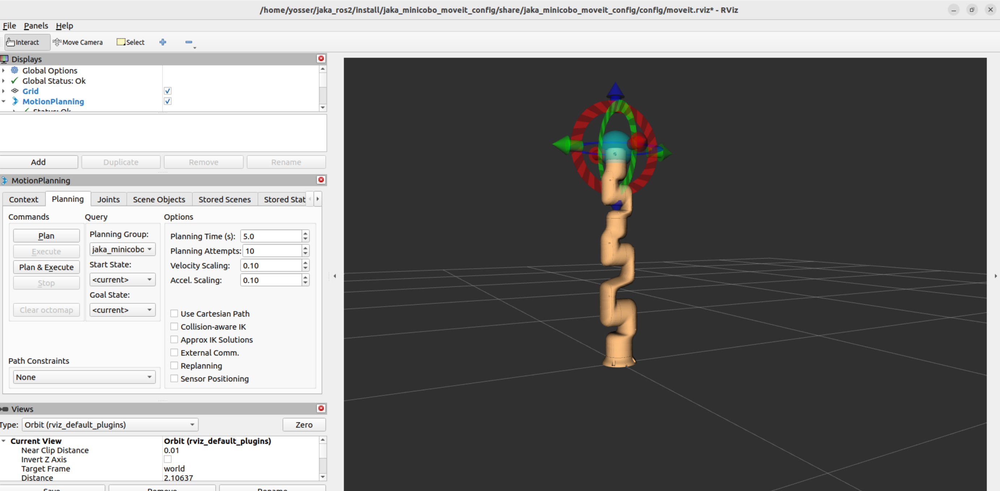 /home/yosser/jaka_ros2/install/jaka_minicobo_moveit_config/share/jaka_minicobo_moveit_config/config/moveit.rviz* - RViz
File Panels Help
Interact Move Camera Select
Displays
Global Options
Global Status: Ok
Grid
MotionPlanning
Status: Ok
Add Duplicate Remove Rename
MotionPlanning
Context Planning Joints Scene Objects Stored Scenes Stored Stat
Commands Query Options
Plan
Execute
Plan & Execute
Stop
Clear octomap
Planning Group:
jaka_minicobo
Start State:
<current>
Goal State:
<current>
Planning Time (s): 5.0
Planning Attempts: 10
Velocity Scaling: 0.10
Accel. Scaling: 0.10
Use Cartesian Path
Collision-aware IK
Approx IK Solutions
External Comm.
Replanning
Sensor Positioning
Path Constraints
None
Views
Type: Orbit (rviz_default_plugins) Zero
Current View Orbit (rviz_default_plugins)
Near Clip Distance 0.01
Invert Z Axis
Target Frame world
Distance 2.10637
Save Remove Rename